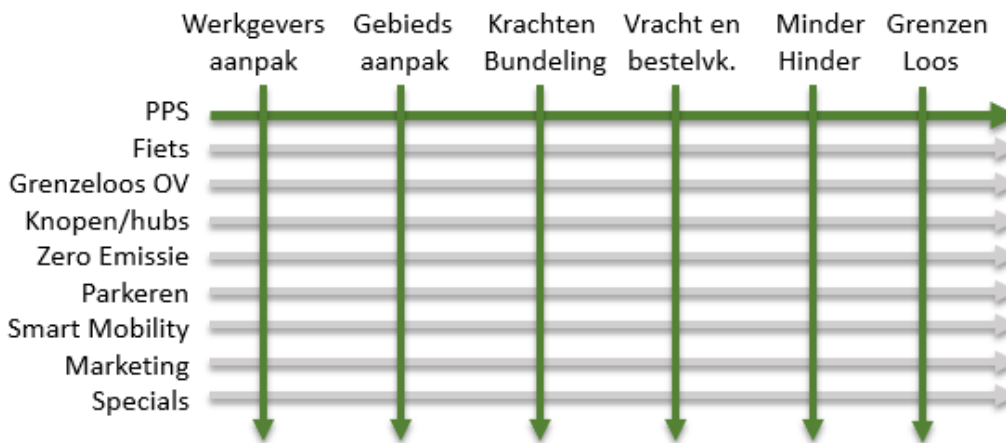 Werkgevers Gebieds Krachten Vracht en Minder Grenzen
aanpak aanpak Bundeling bestelvk. Hinder Loos
PPS
Fiets
Grenzeloos OV
Knopen/hubs
Zero Emissie
Parkeren
Smart Mobility
Marketing
Specials